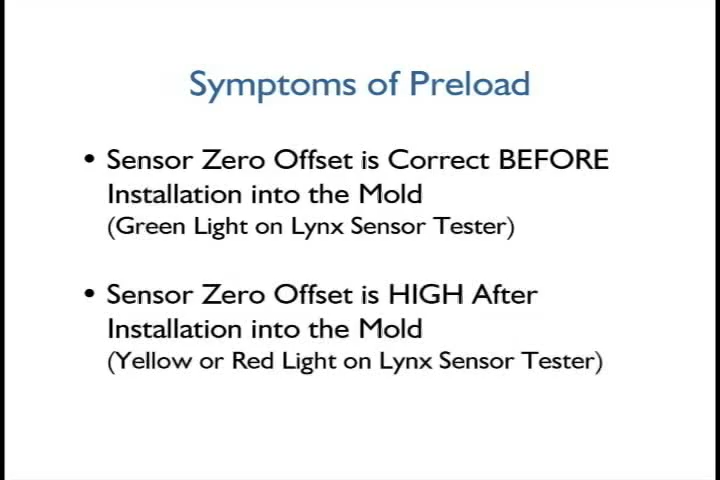 Symptoms of Preload
• Sensor Zero Offset is Correct BEFORE
Installation into the Mold
(Green Light on Lynx Sensor Tester)
• Sensor Zero Offset is HIGH After
Installation into the Mold
(Yellow or Red Light on Lynx Sensor Tester)